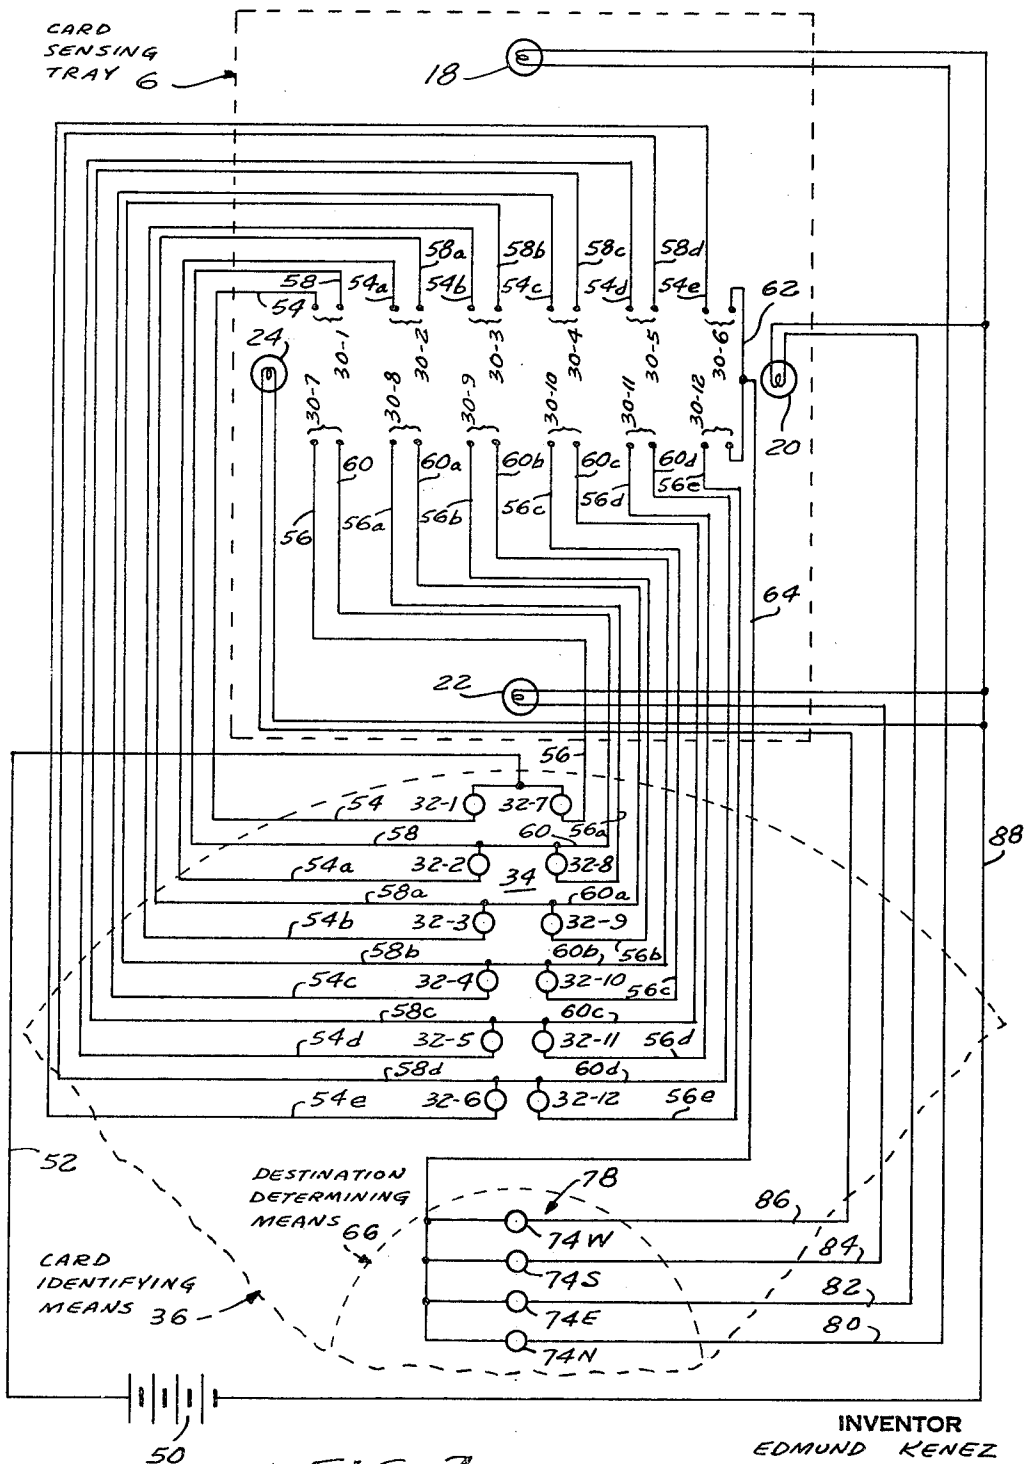 CARD
SENSING
TRAY 6
18
58a 58b 58c 58d
58 54a 54b 54c 54d 54e
54
62
24
30-1 30-2 30-3 30-4 30-5 30-6
30-7 30-8 30-9 30-10 30-11 30-12
20
60 60a 60b 60c 60d
56 56a 56b 56c 56d 56e
64
22
56
54 32-1 32-7
56a
58 60
88
54a 32-2 34 32-8
58a 60a
54b 32-3 32-9
58b 60b 56b
54c 32-4 32-10 56c
58c 60c
54d 32-5 32-11 56d
58d 60d
54e 32-6 32-12 56e
52
DESTINATION
DETERMINING
MEANS
66
78
86
74W
84
74S
82
74E
80
74N
CARD
IDENTIFYING
MEANS 36
50
INVENTOR
EDMUND KENEZ